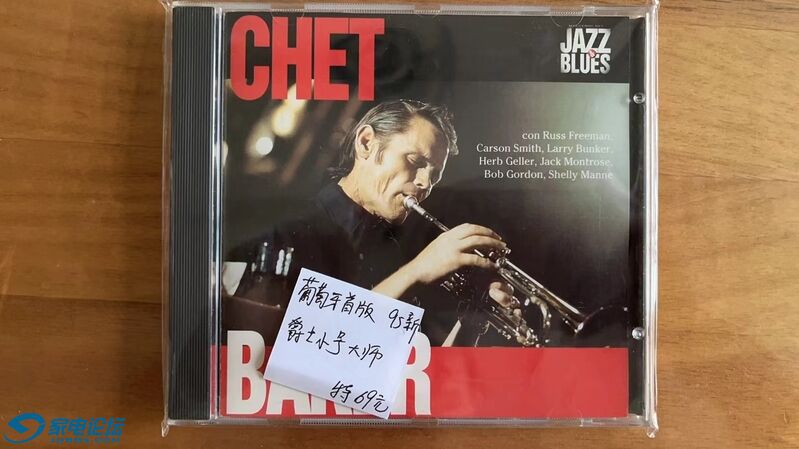 CHET
JAZZ
& BLUES
con Russ Freeman,
Carson Smith, Larry Bunker,
Herb Geller, Jack Montrose,
Bob Gordon, Shelly Manne
葡萄牙首版 95新
爵士小号大师
特69元
家电论坛